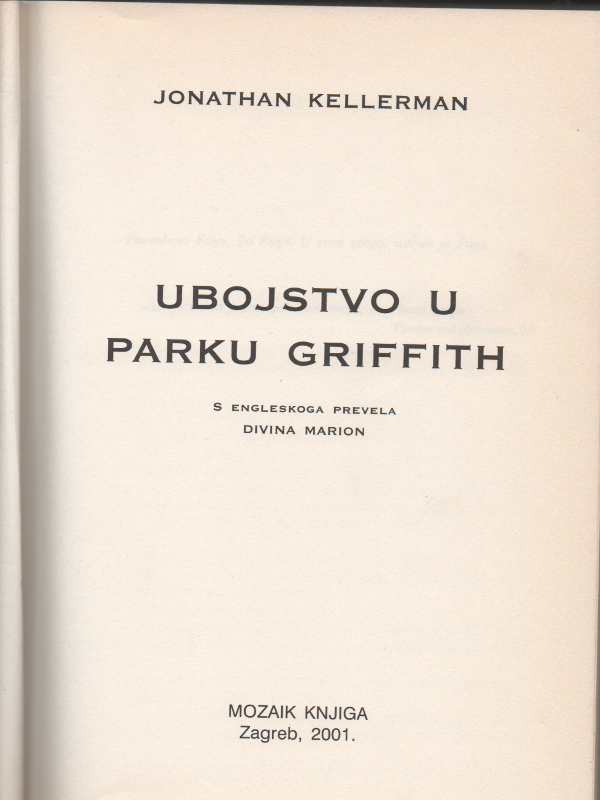 JONATHAN KELLERMAN
UBOJSTVO U
PARKU GRIFFITH
S ENGLESKOGA PREVELA
DIVINA MARION
MOZAIK KNJIGA
Zagreb, 2001.